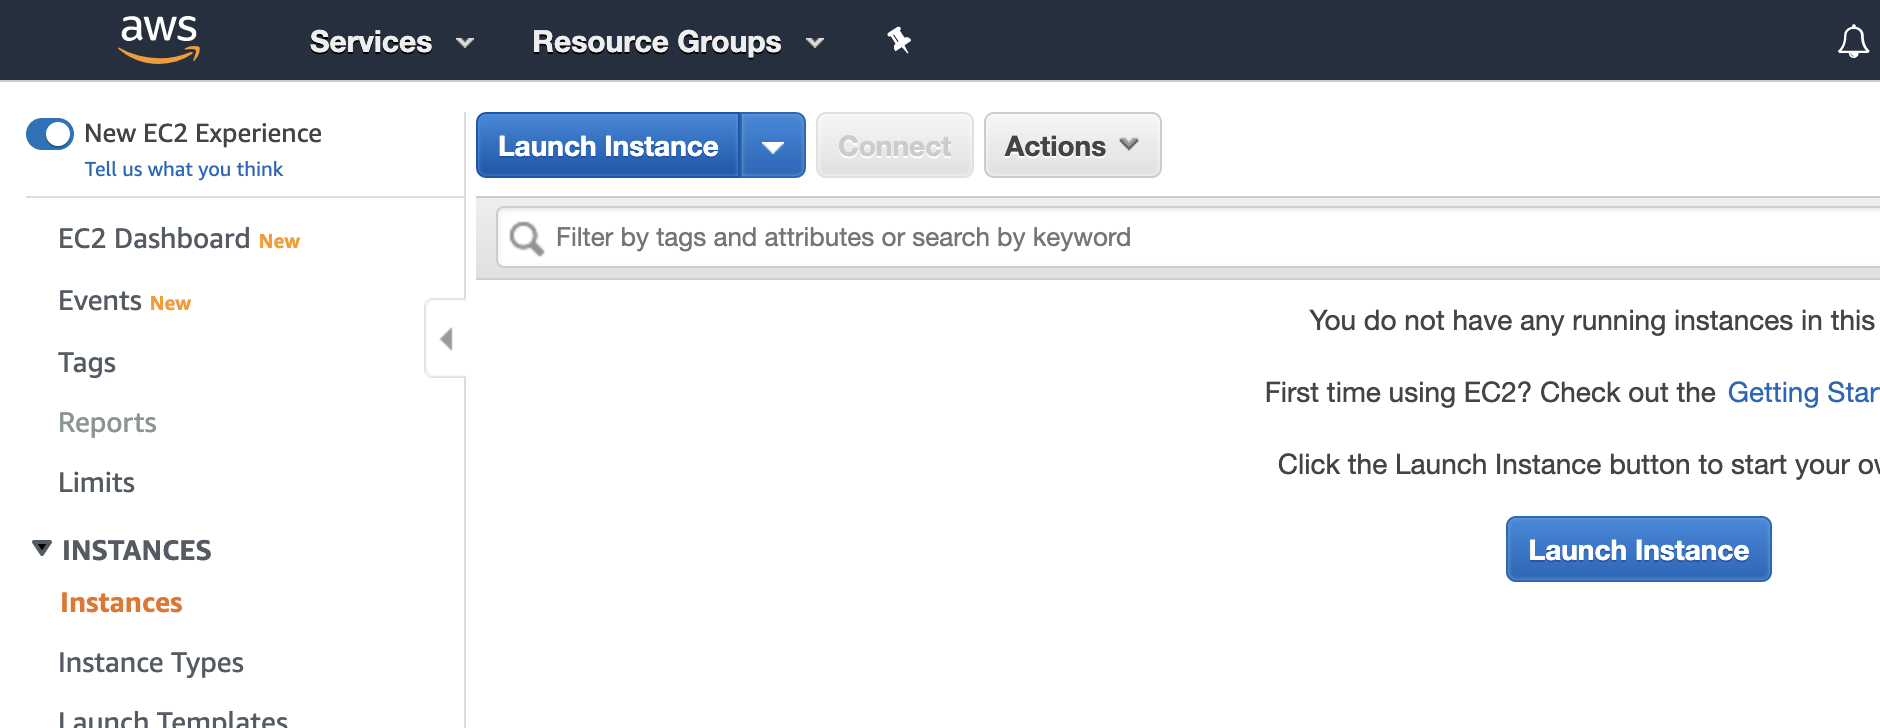 aws Services Resource Groups
New EC2 Experience
Tell us what you think
EC2 Dashboard New
Events New
Tags
Reports
Limits
INSTANCES
Instances
Instance Types
Launch Templates
Launch Instance Connect Actions
Filter by tags and attributes or search by keyword
You do not have any running instances in this
First time using EC2? Check out the Getting Star
Click the Launch Instance button to start your
Launch Instance